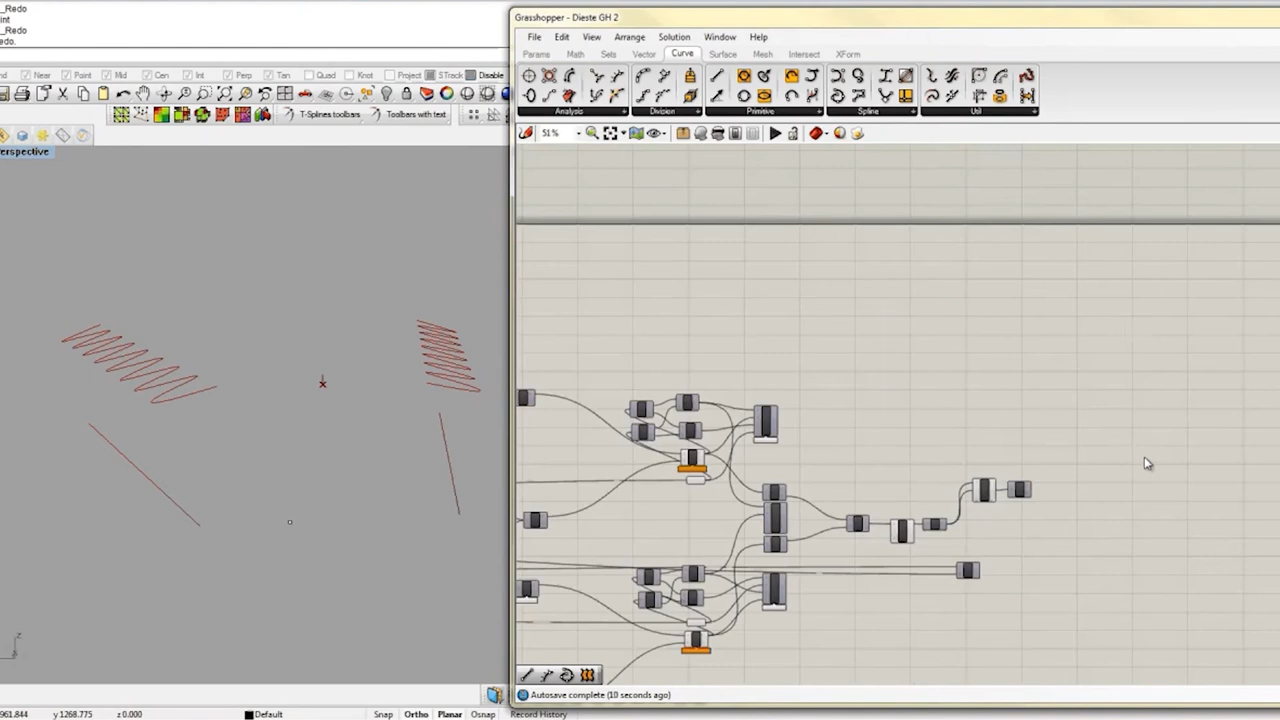 _Redo
int
_Redo
edo.
Grasshopper - Dieste GH 2
File Edit View Arrange Solution Window Help
Params Math Sets Vector Curve Surface Mesh Intersect XForm
nd Near Point Mid Cen Int Perp Tan Quad Knot Project STrack Disable
Analysis Division Primitive Spline Util
T-Splines toolbars Toolbars with text
51%
erspective
z
Autosave complete (10 seconds ago)
961.844 y 1268.775 z 0.000 Default Snap Ortho Planar Osnap Record History